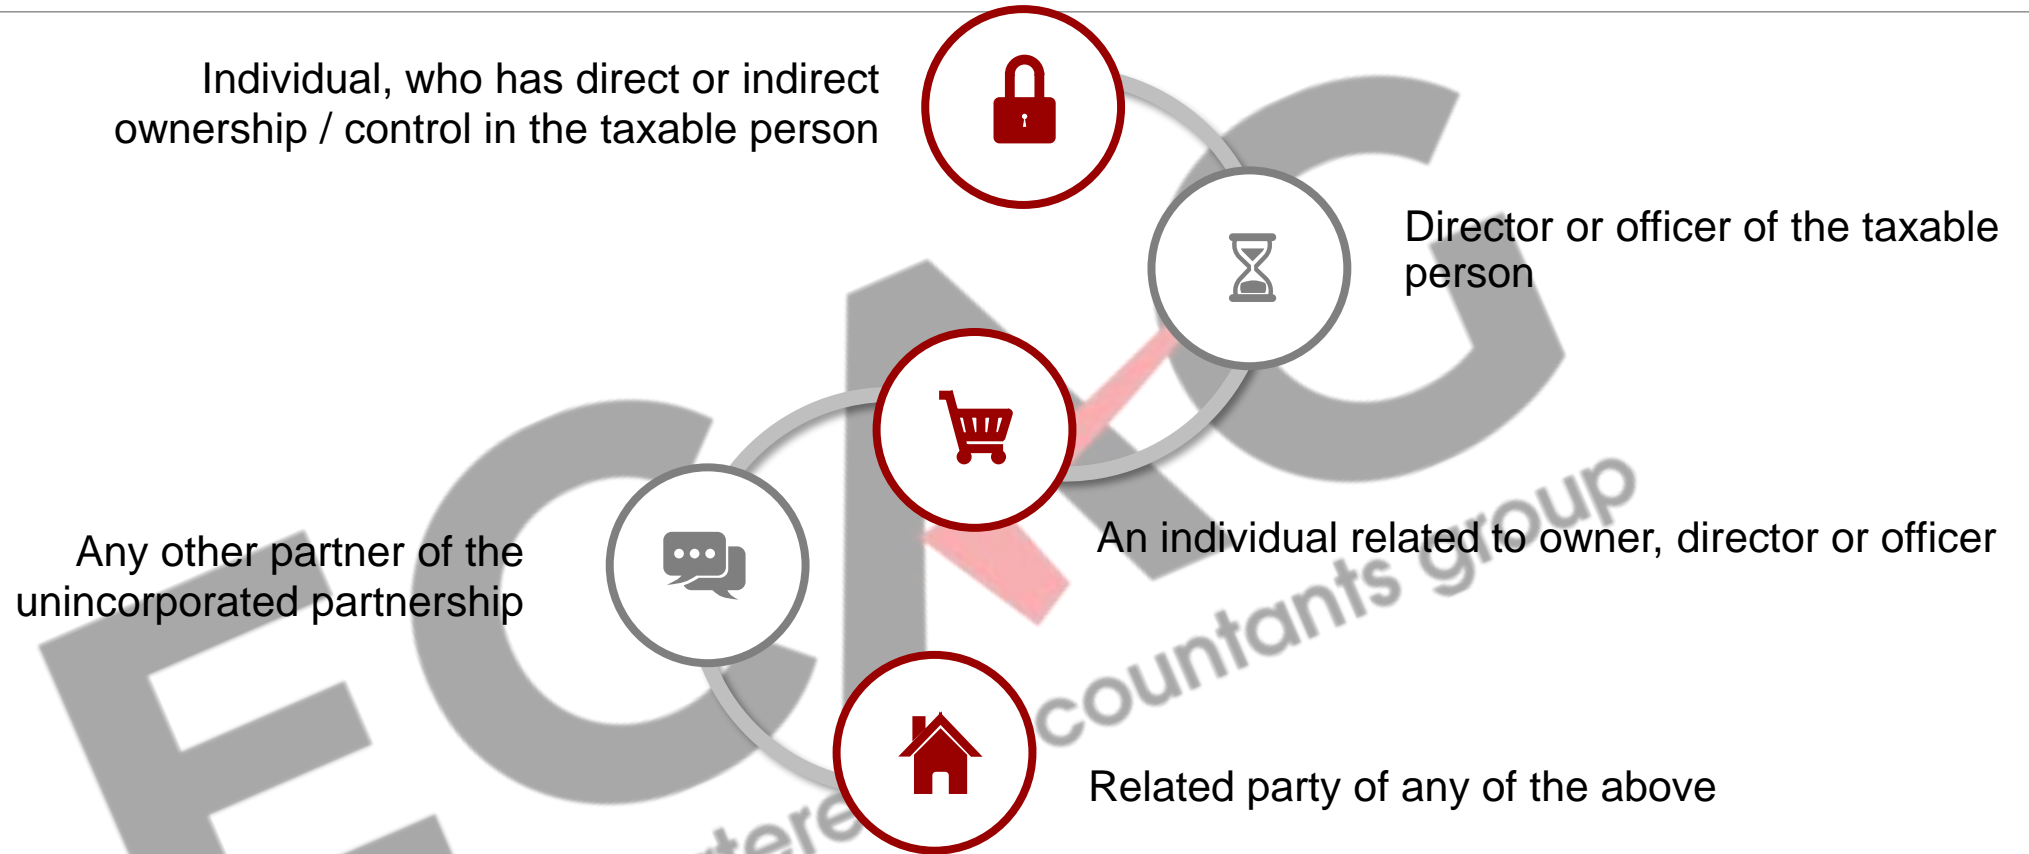 Individual, who has direct or indirect
ownership / control in the taxable person
Director or officer of the taxable
person
An individual related to owner, director or officer
Any other partner of the
unincorporated partnership
Related party of any of the above
ECAG
countants group